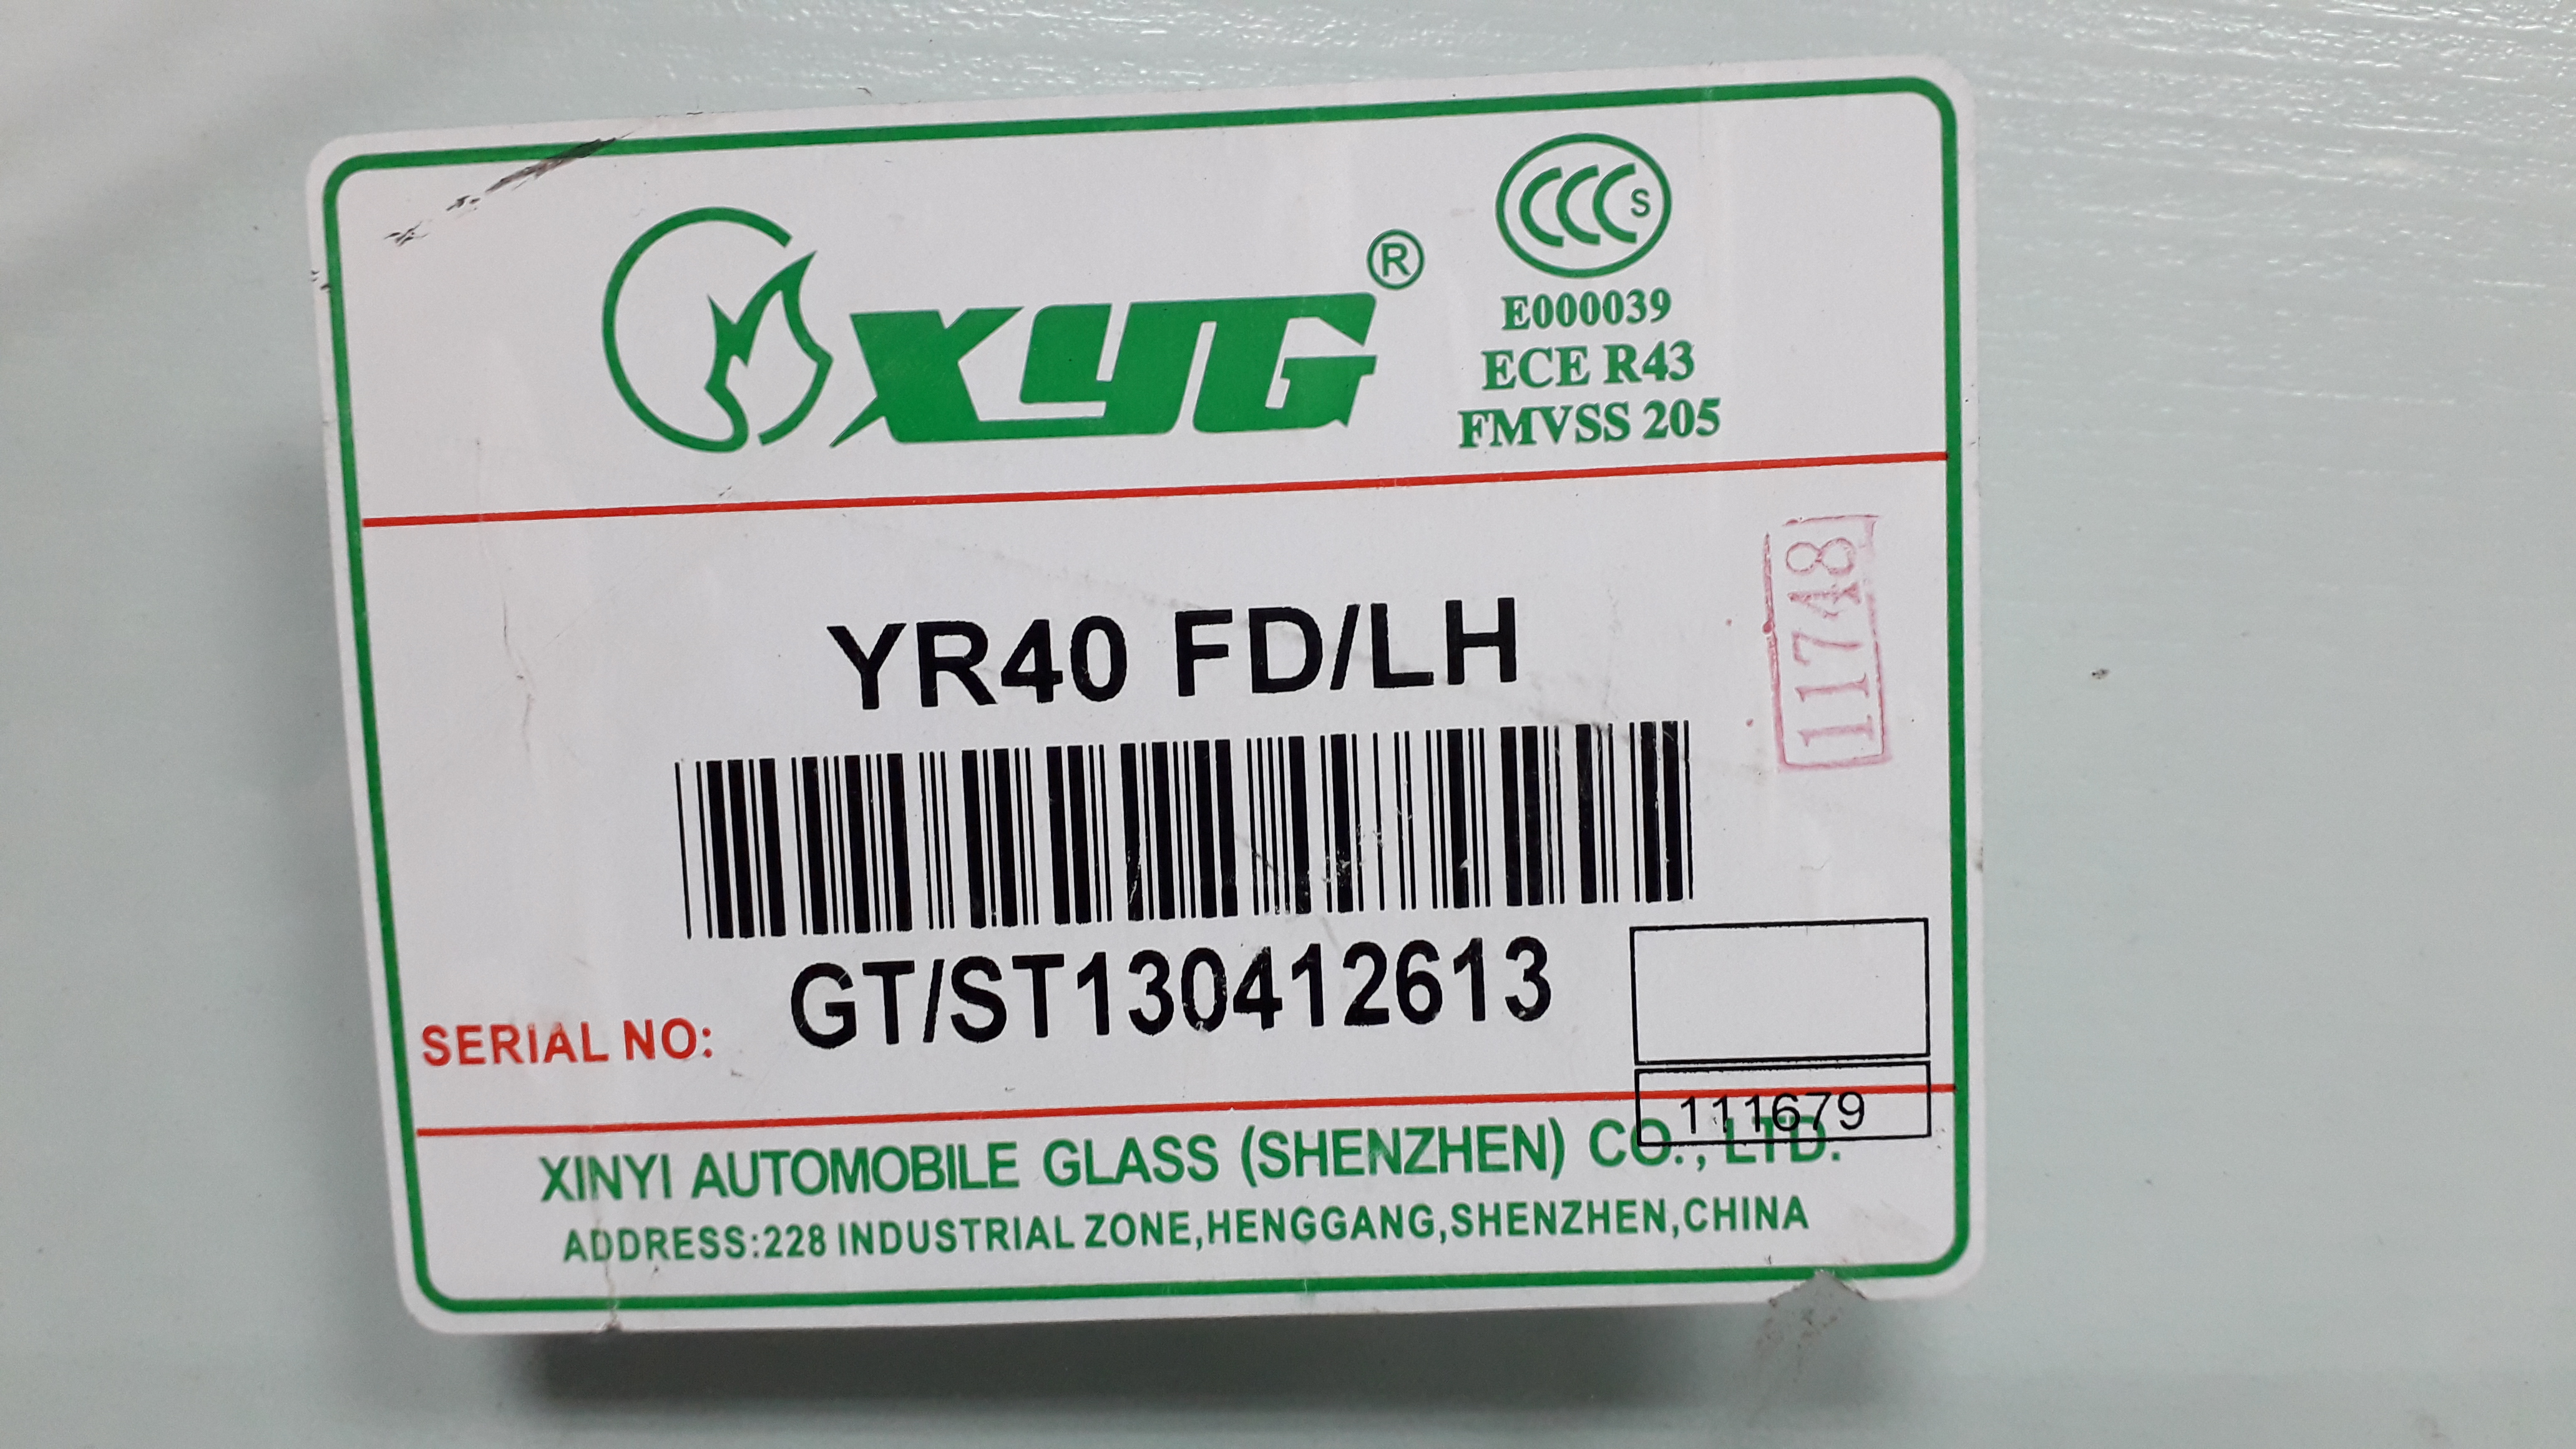 XYG®
CCCS
E000039
ECE R43
FMVSS 205
11748
YR40 FD/LH
GT/ST130412613
SERIAL NO:
111679
XINYI AUTOMOBILE GLASS (SHENZHEN) CO., LTD.
ADDRESS:228 INDUSTRIAL ZONE,HENGGANG,SHENZHEN,CHINA